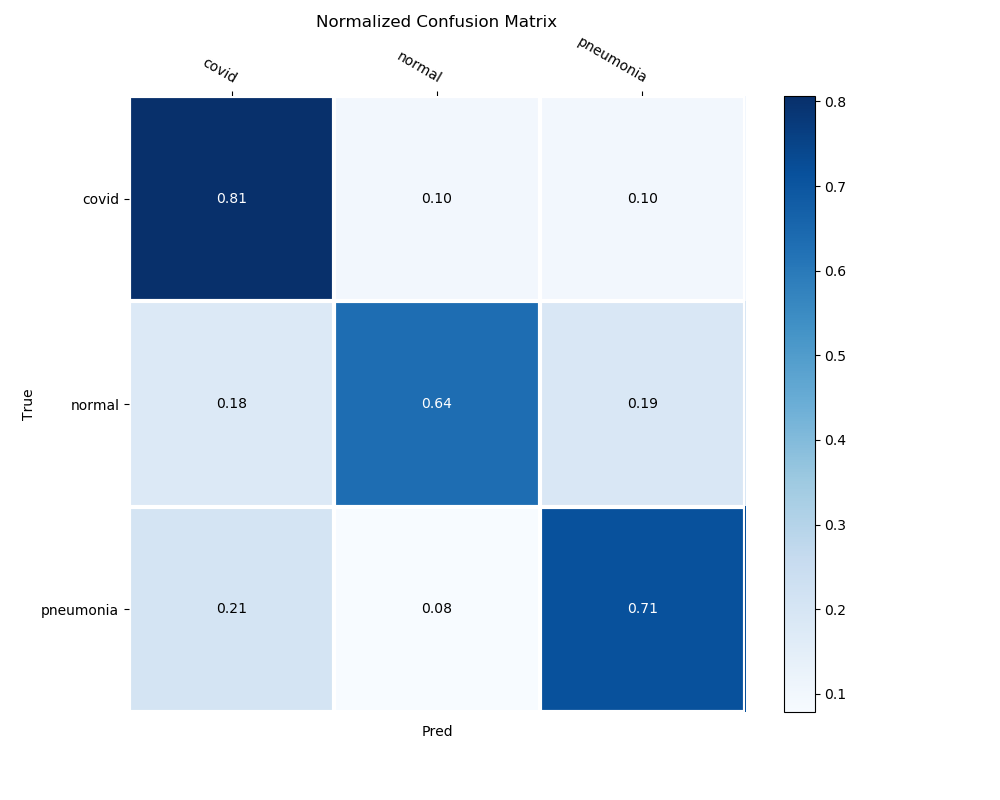 Normalized Confusion Matrix
covid normal pneumonia
covid 0.81 0.10 0.10
normal 0.18 0.64 0.19
pneumonia 0.21 0.08 0.71
True
Pred
0.8
0.7
0.6
0.5
0.4
0.3
0.2
0.1